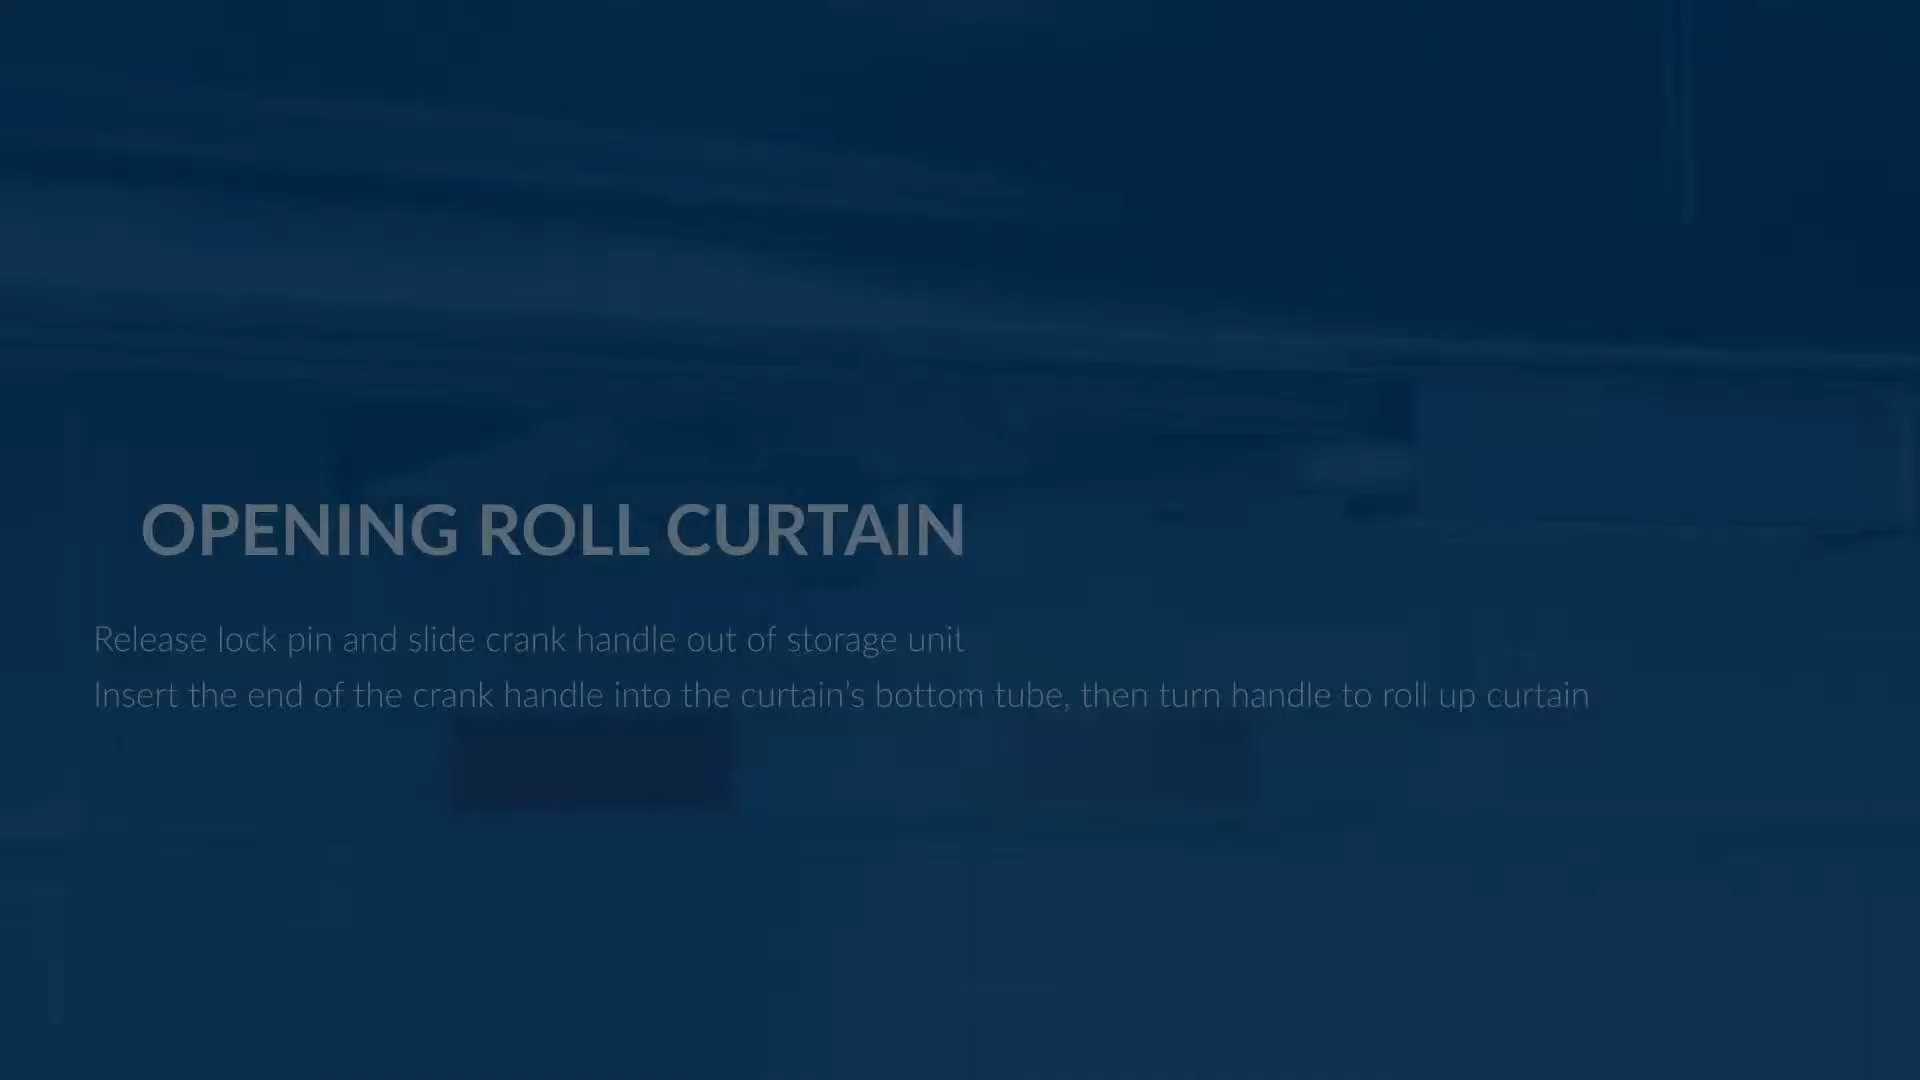 OPENING ROLL CURTAIN
Release lock pin and slide crank handle out of storage unit
Insert the end of the crank handle into the curtain’s bottom tube, then turn handle to roll up curtain